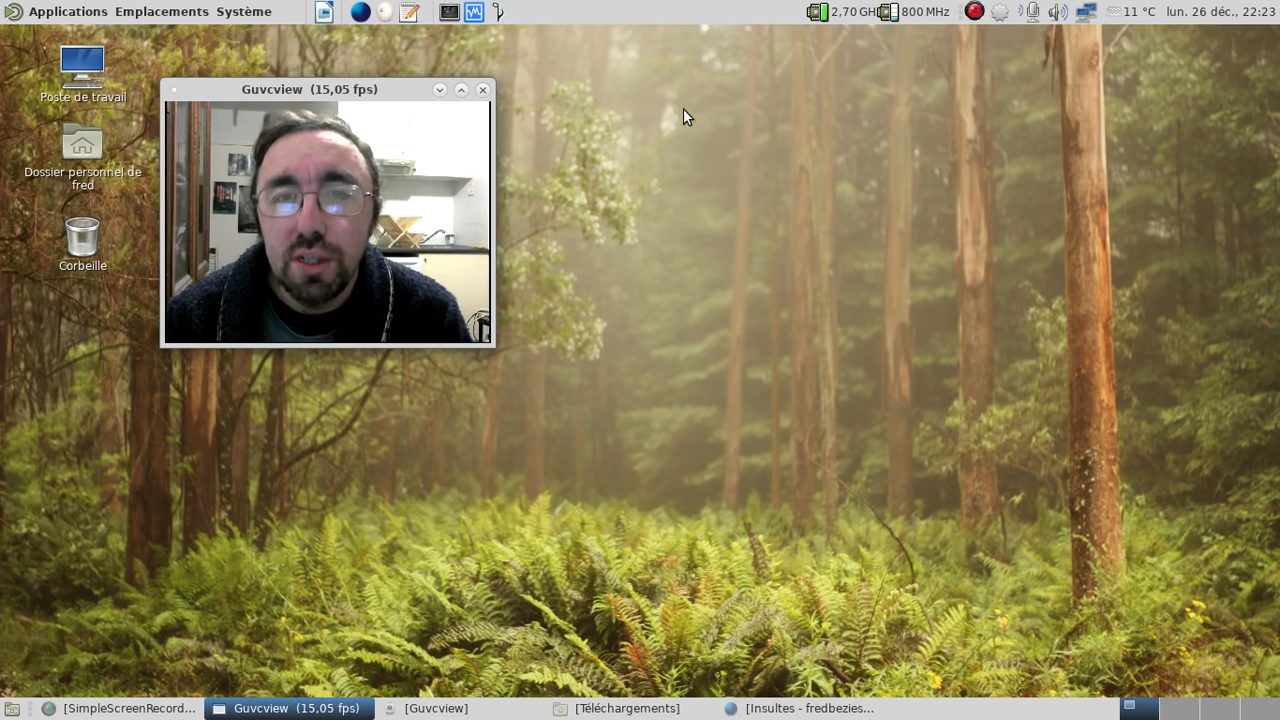 Applications Emplacements Système
2,70 GH
800 MHz
11 °C
lun. 26 déc., 22:23
Poste de travail
Dossier personnel de
fred
Corbeille
Guvcview (15,05 fps)
[SimpleScreenRecord...
Guvcview (15,05 fps)
[Guvcview]
[Téléchargements]
[Insultes - fredbezies...